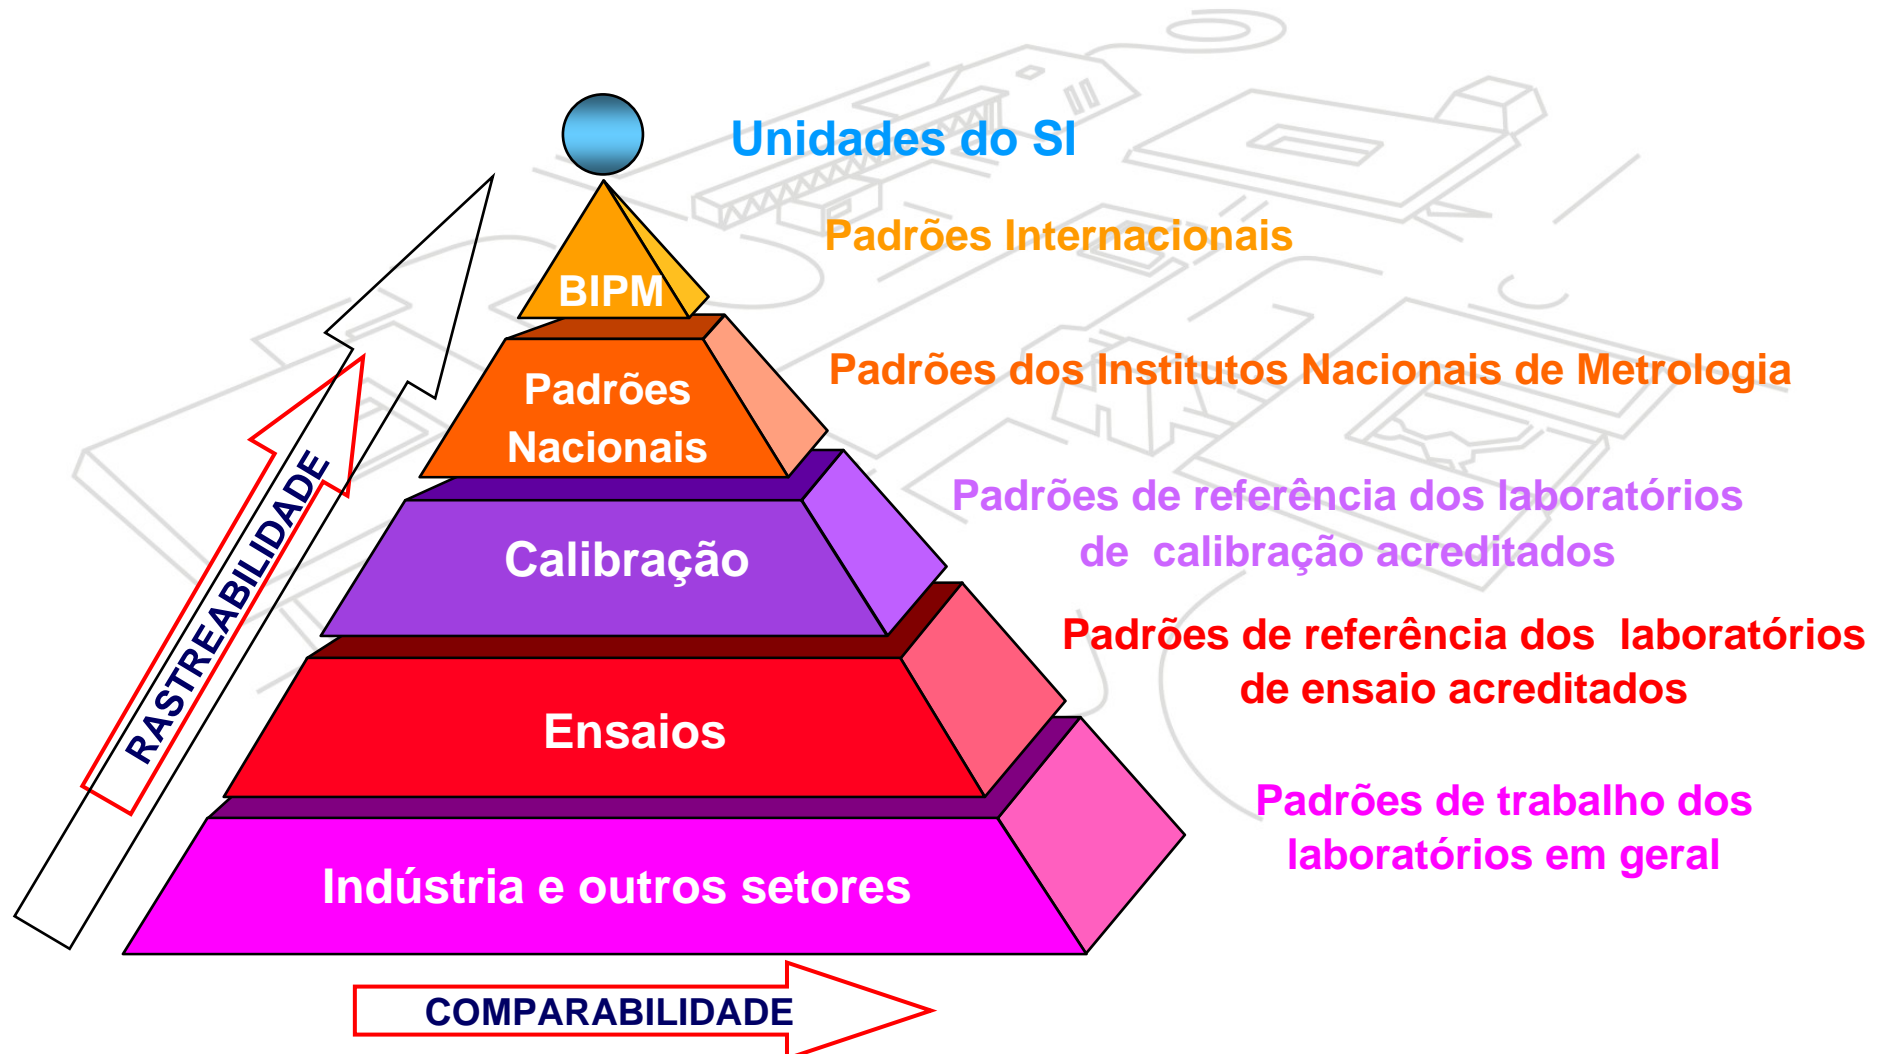 Unidades do SI
Padrões Internacionais
BIPM
Padrões dos Institutos Nacionais de Metrologia
Padrões
Nacionais
Padrões de referência dos laboratórios
de calibração acreditados
Calibração
Padrões de referência dos laboratórios
de ensaio acreditados
Ensaios
Padrões de trabalho dos
laboratórios em geral
Indústria e outros setores
RASTREABILIDADE
COMPARABILIDADE